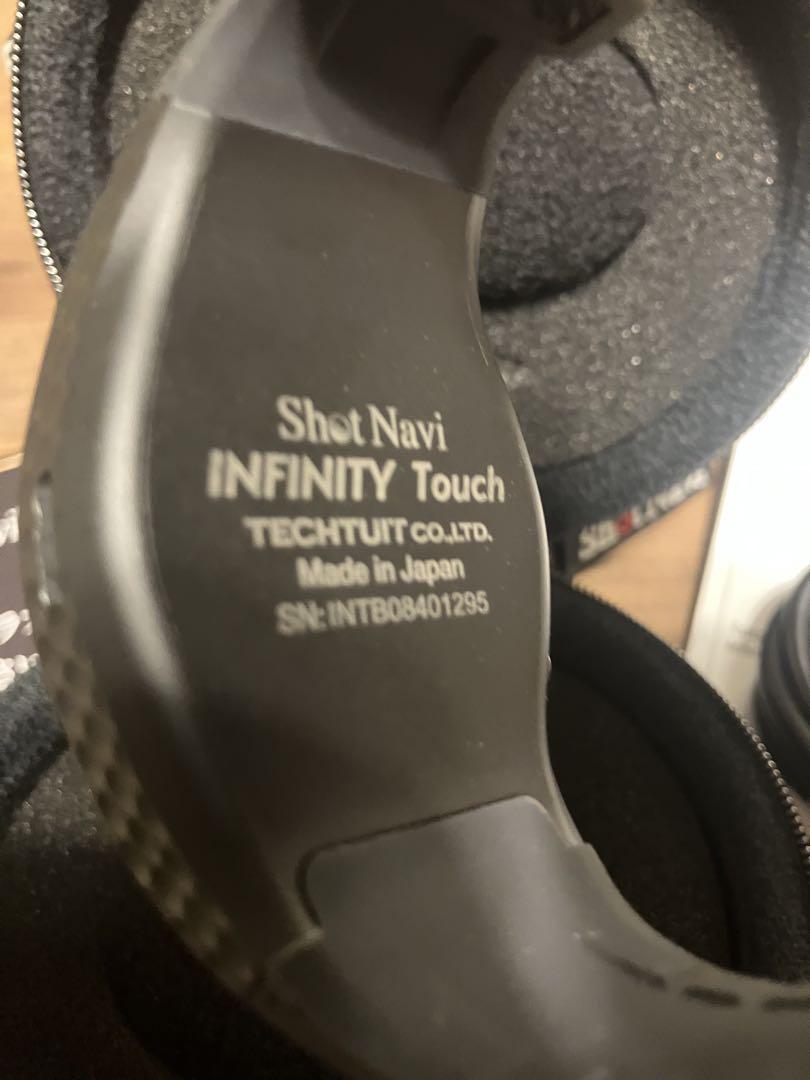 Shot Navi
INFINITY Touch
TECHTUIT CO.,LTD.
Made in Japan
SN:INTB08401295